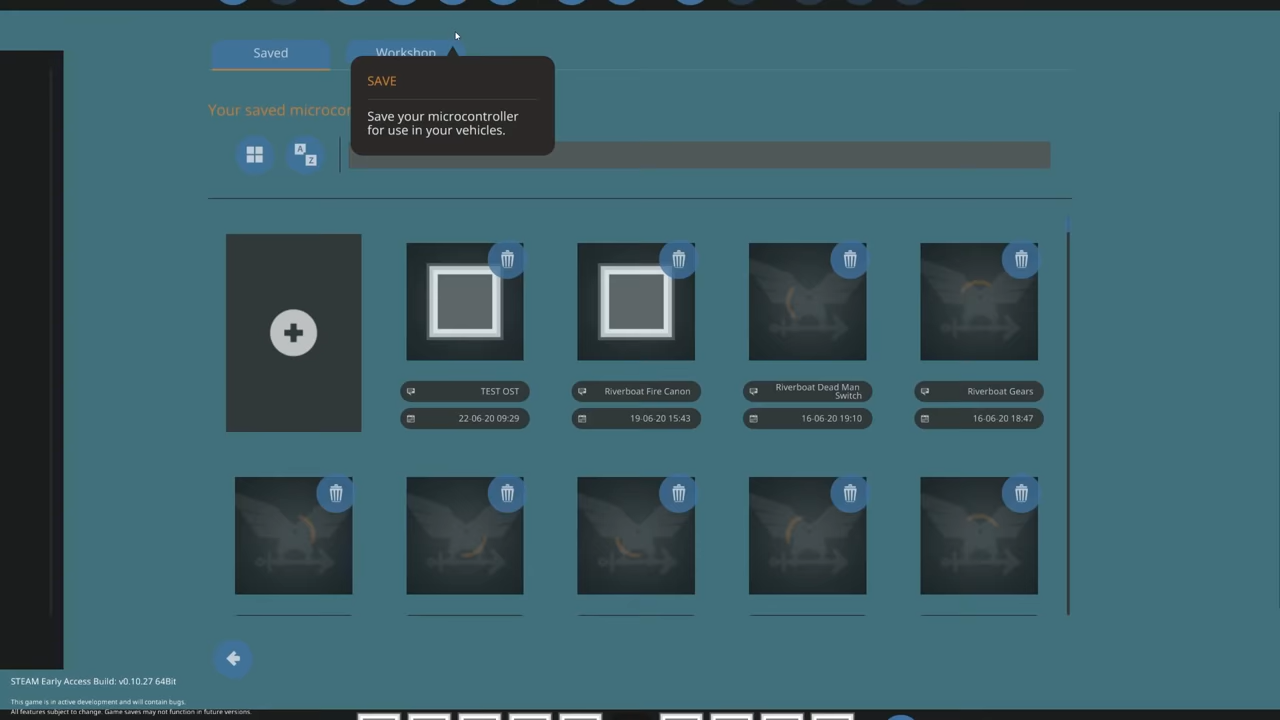 Saved
Workshop
SAVE
Save your microcontroller
for use in your vehicles.
Your saved
A
Z
TEST OST
22-06-20 09:29
Riverboat Fire Canon
19-06-20 15:43
Riverboat Dead Man
Switch
16-06-20 19:10
Riverboat Gears
16-06-20 18:47
STEAM Early Access Build: v0.10.27 64Bit
This game is in active development and will contain bugs.
All features subject to change. Game saves may not function in future versions.